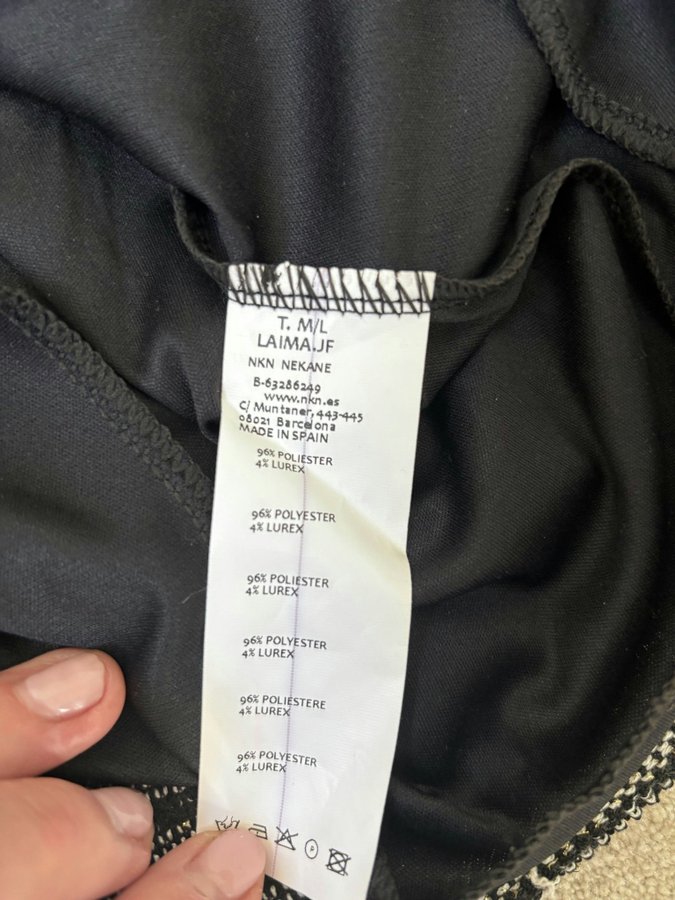 T. M/L
LAIMA.JF
NKN NEKANE
B-63286249
www.nkn.es
C/ Muntaner, 443-445
08021 Barcelona
MADE IN SPAIN
96% POLIESTER
4% LUREX
96% POLYESTER
4% LUREX
96% POLIESTER
4% LUREX
96% POLYESTER
4% LUREX
96% POLIESTERE
4% LUREX
96% POLYESTER
4% LUREX